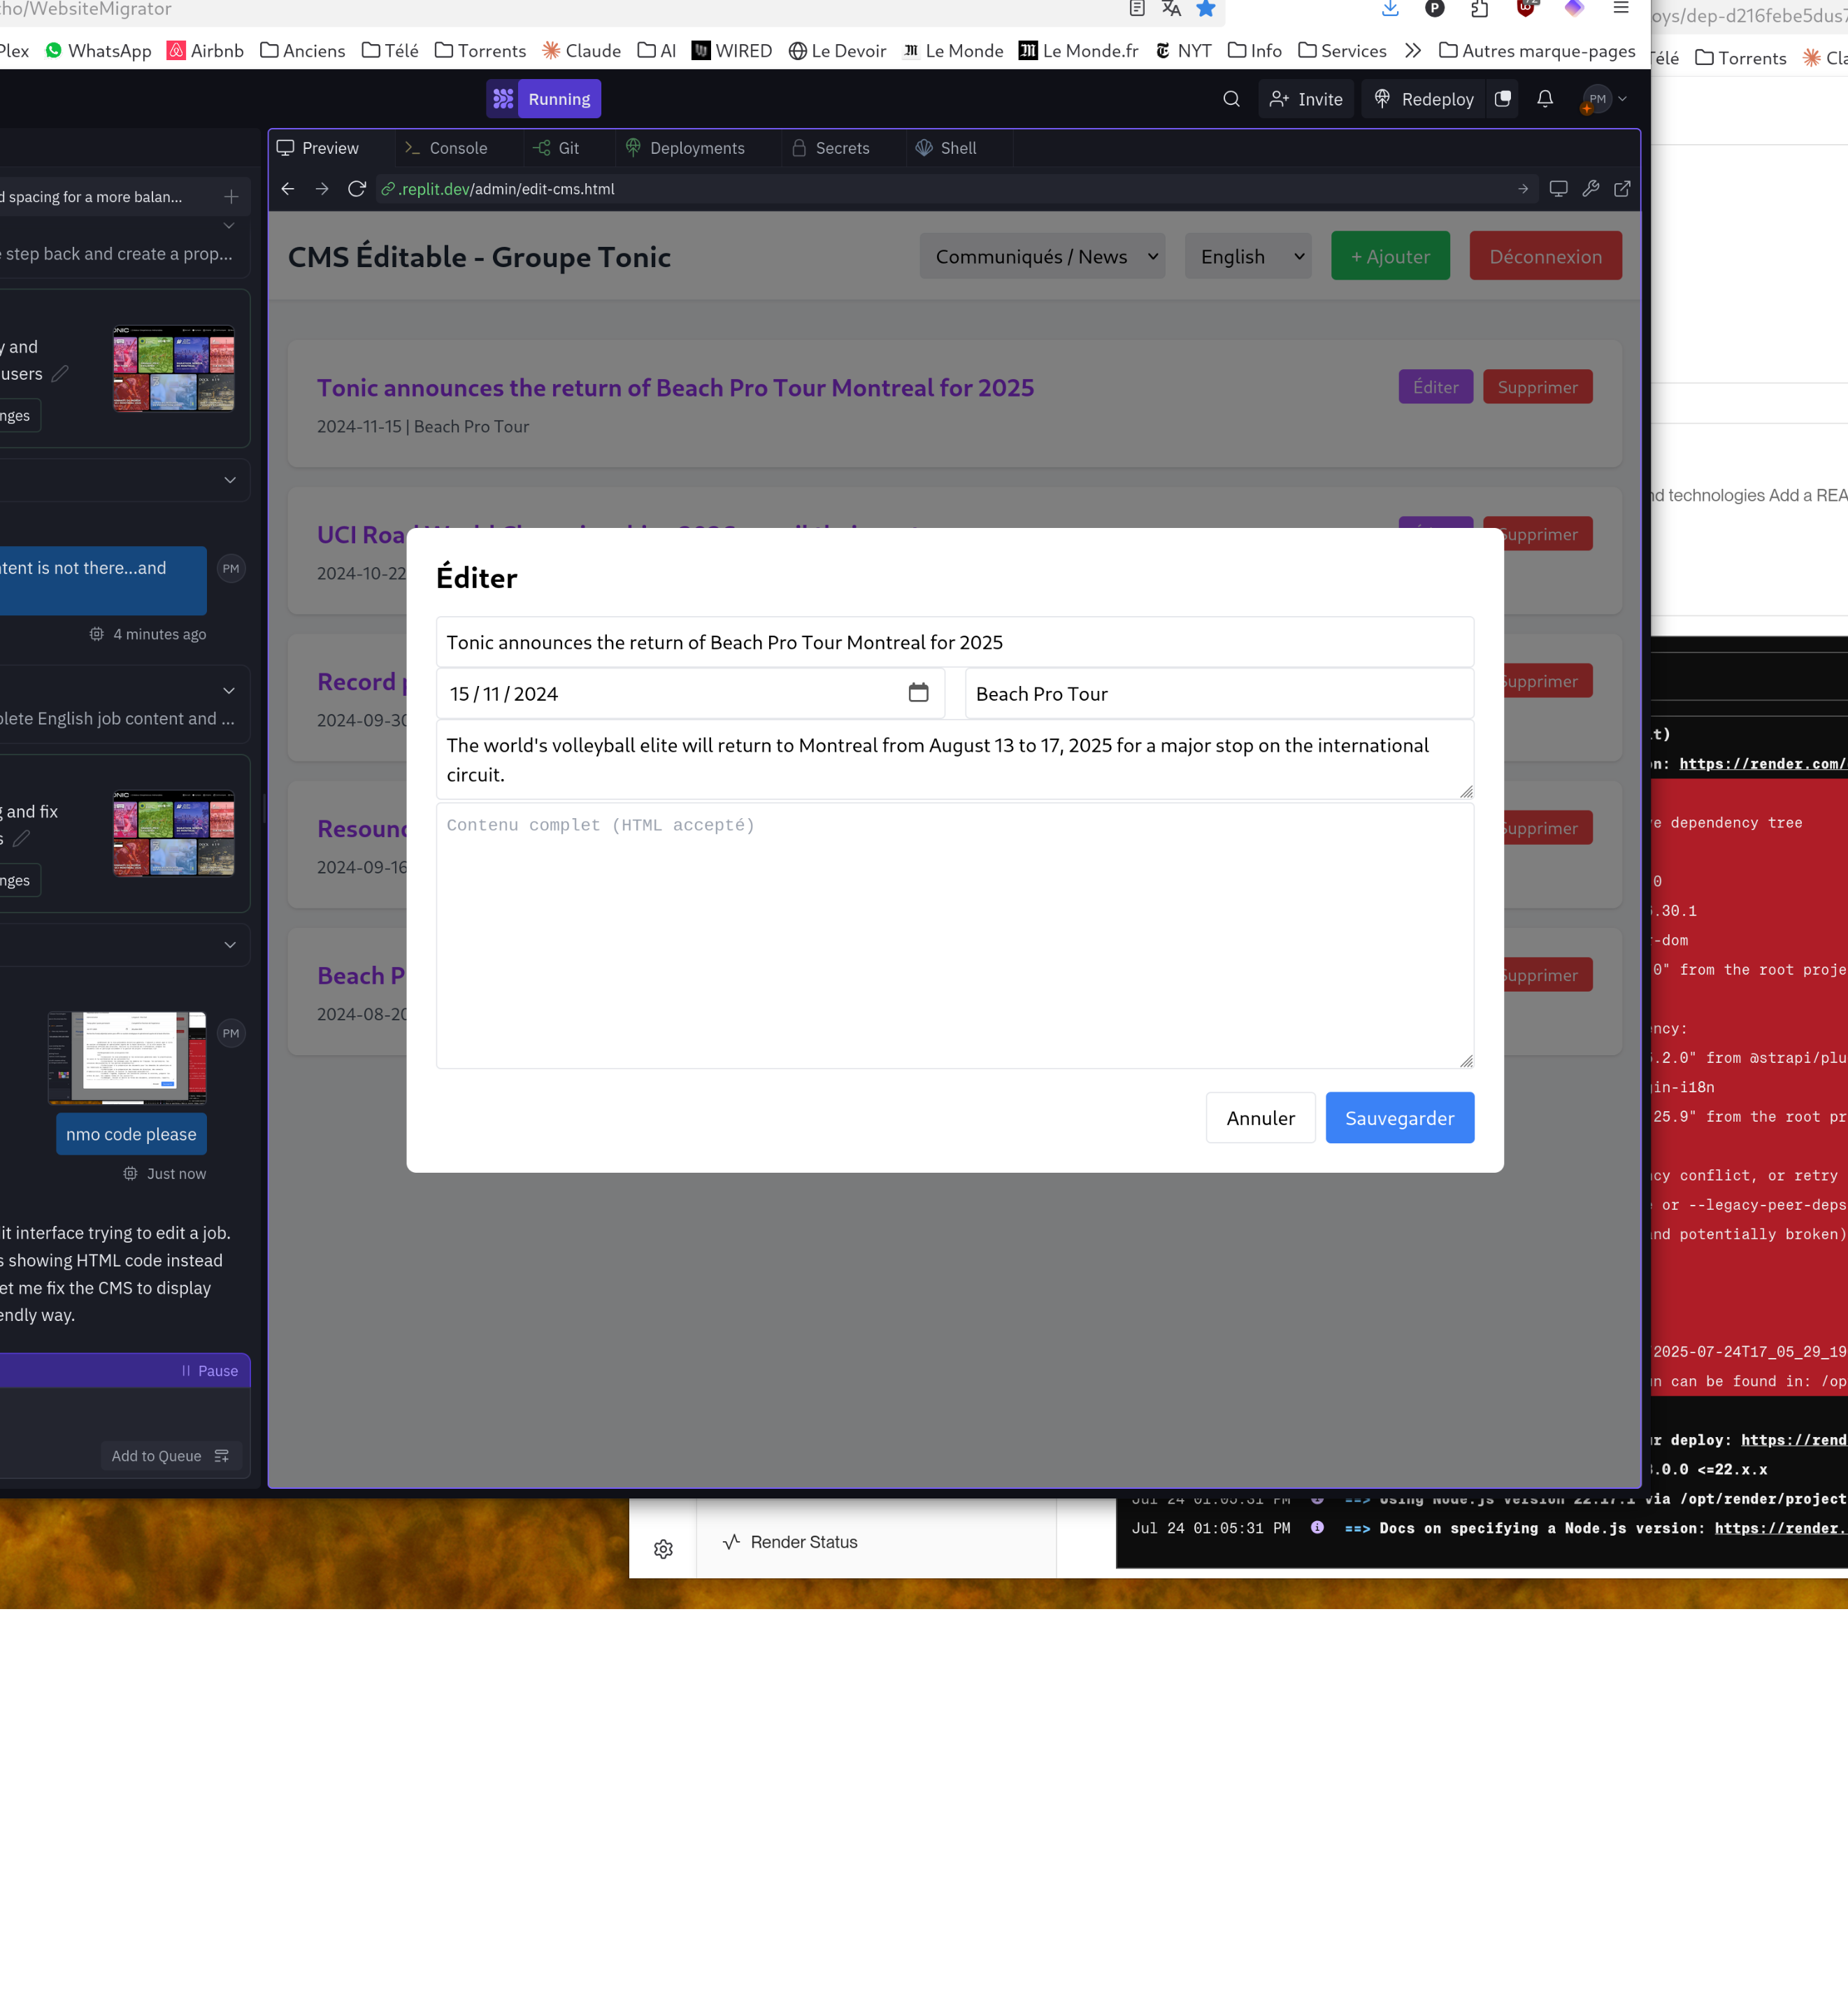 cho/WebsiteMigrator
oys/dep-d216febe5dus7
Plex WhatsApp Airbnb Anciens Télé Torrents Claude AI WIRED Le Devoir Le Monde Le Monde.fr NYT Info Services Autres marque-pages
Télé Torrents Cla
Running
Invite Redeploy PM
Preview Console Git Deployments Secrets Shell
.replit.dev/admin/edit-cms.html
d spacing for a more balan...
step back and create a prop...
y and
users
nges
tent is not there...and
PM
4 minutes ago
plete English job content and ...
g and fix
s
nges
PM
nmo code please
Just now
it interface trying to edit a job.
s showing HTML code instead
et me fix the CMS to display
endly way.
Pause
Add to Queue
CMS Éditable - Groupe Tonic
Communiqués / News English + Ajouter Déconnexion
Tonic announces the return of Beach Pro Tour Montreal for 2025
Éditer Supprimer
2024-11-15 | Beach Pro Tour
UCI Roa
Supprimer
2024-10-22
Record
Supprimer
2024-09-30
Resound
Supprimer
2024-09-16
Beach P
Supprimer
2024-08-20
Éditer
Tonic announces the return of Beach Pro Tour Montreal for 2025
15 / 11 / 2024
Beach Pro Tour
The world's volleyball elite will return to Montreal from August 13 to 17, 2025 for a major stop on the international
circuit.
Contenu complet (HTML accepté)
Annuler Sauvegarder
nd technologies Add a REA
it)
n: https://render.com/
ve dependency tree
0
.30.1
r-dom
0" from the root proje
ency:
.2.0" from @strapi/plu
gin-i18n
25.9" from the root pr
ncy conflict, or retry
e or --legacy-peer-deps
and potentially broken)
2025-07-24T17_05_29_19
un can be found in: /op
ur deploy: https://rend
.0.0 <=22.x.x
Jul 24 01:05:31 PM ==> Using Node.js version 22.17.1 via /opt/render/project
Jul 24 01:05:31 PM ==> Docs on specifying a Node.js version: https://render.
Render Status